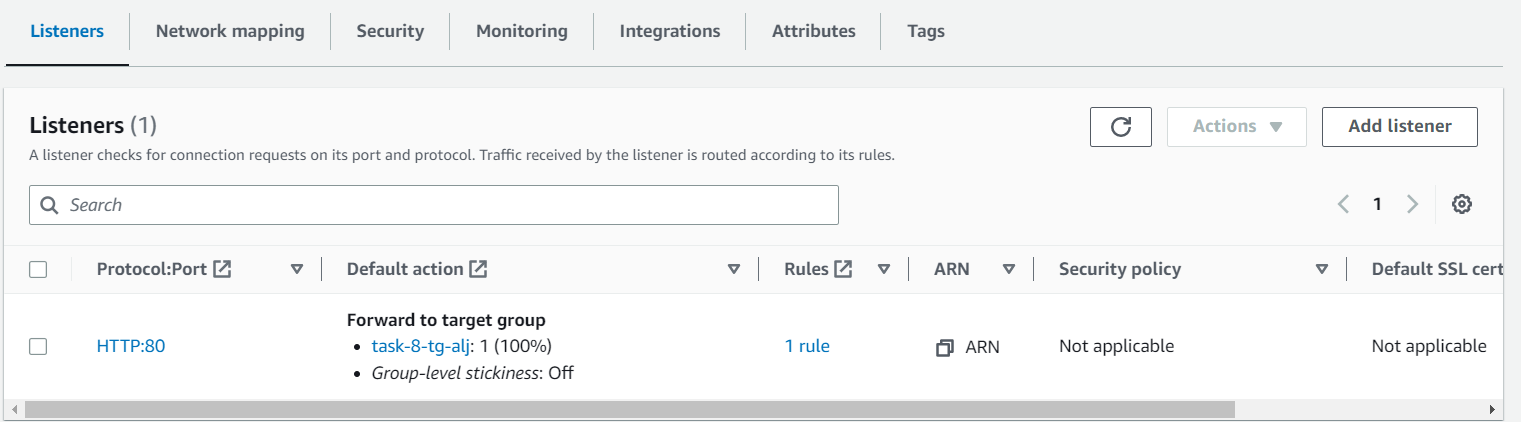 Listeners
Network mapping
Security
Monitoring
Integrations
Attributes
Tags
Listeners (1)
Actions
Add listener
A listener checks for connection requests on its port and protocol. Traffic received by the listener is routed according to its rules.
Search
1
Protocol:Port
Default action
Rules
ARN
Security policy
Default SSL cert
HTTP:80
Forward to target group
• task-8-tg-alj: 1 (100%)
• Group-level stickiness: Off
1 rule
ARN
Not applicable
Not applicable